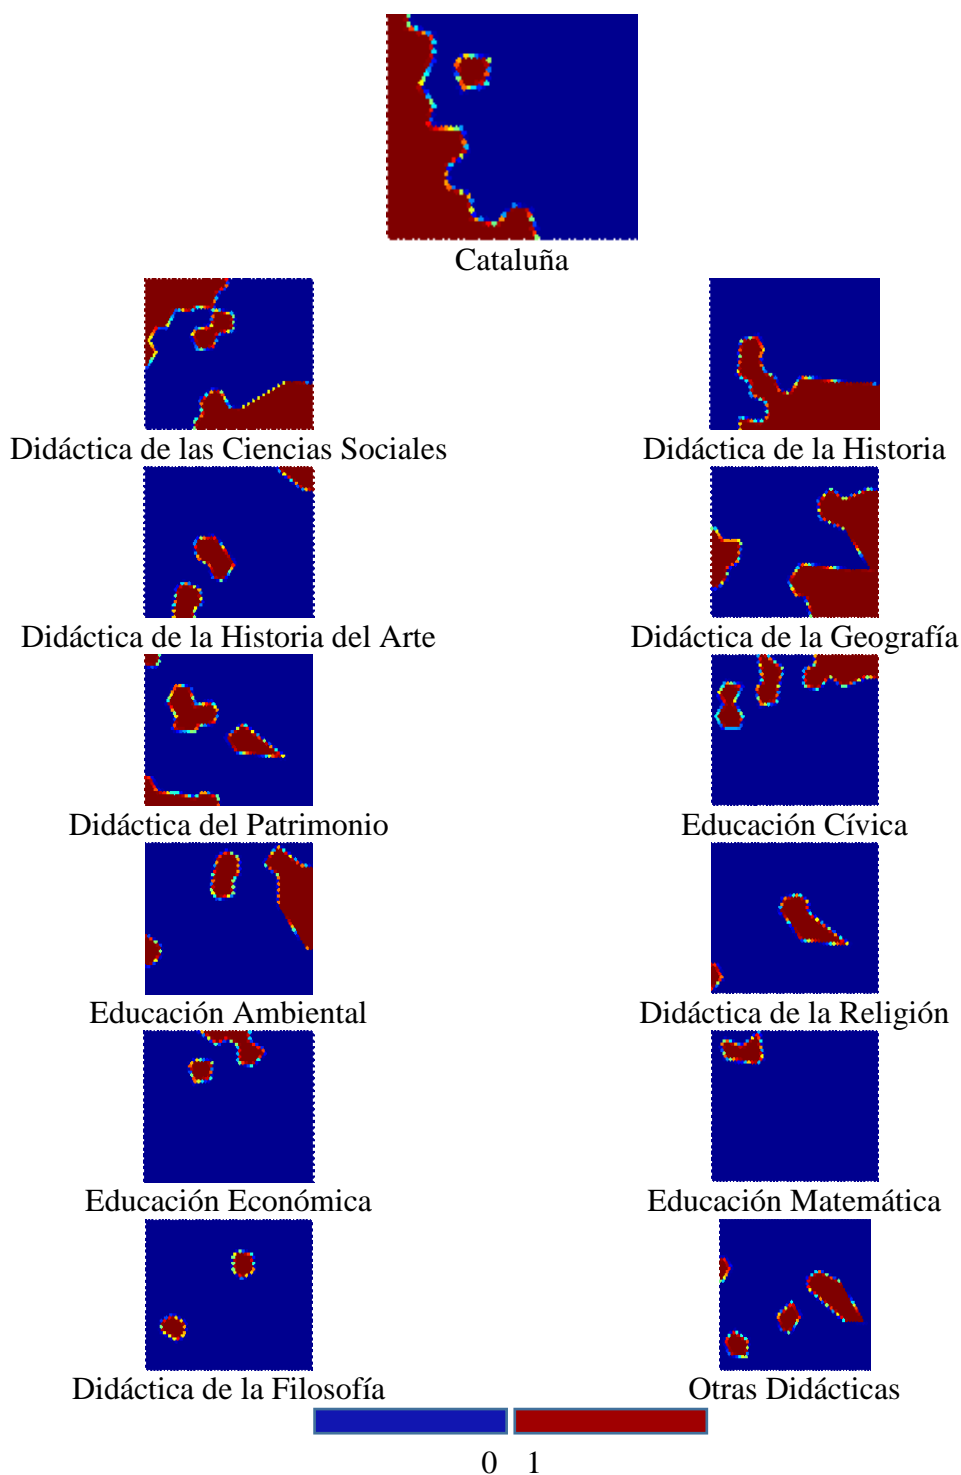 Cataluña
Didáctica de las Ciencias Sociales
Didáctica de la Historia
Didáctica de la Historia del Arte
Didáctica de la Geografía
Didáctica del Patrimonio
Educación Cívica
Educación Ambiental
Didáctica de la Religión
Educación Económica
Educación Matemática
Didáctica de la Filosofía
Otras Didácticas
0 1